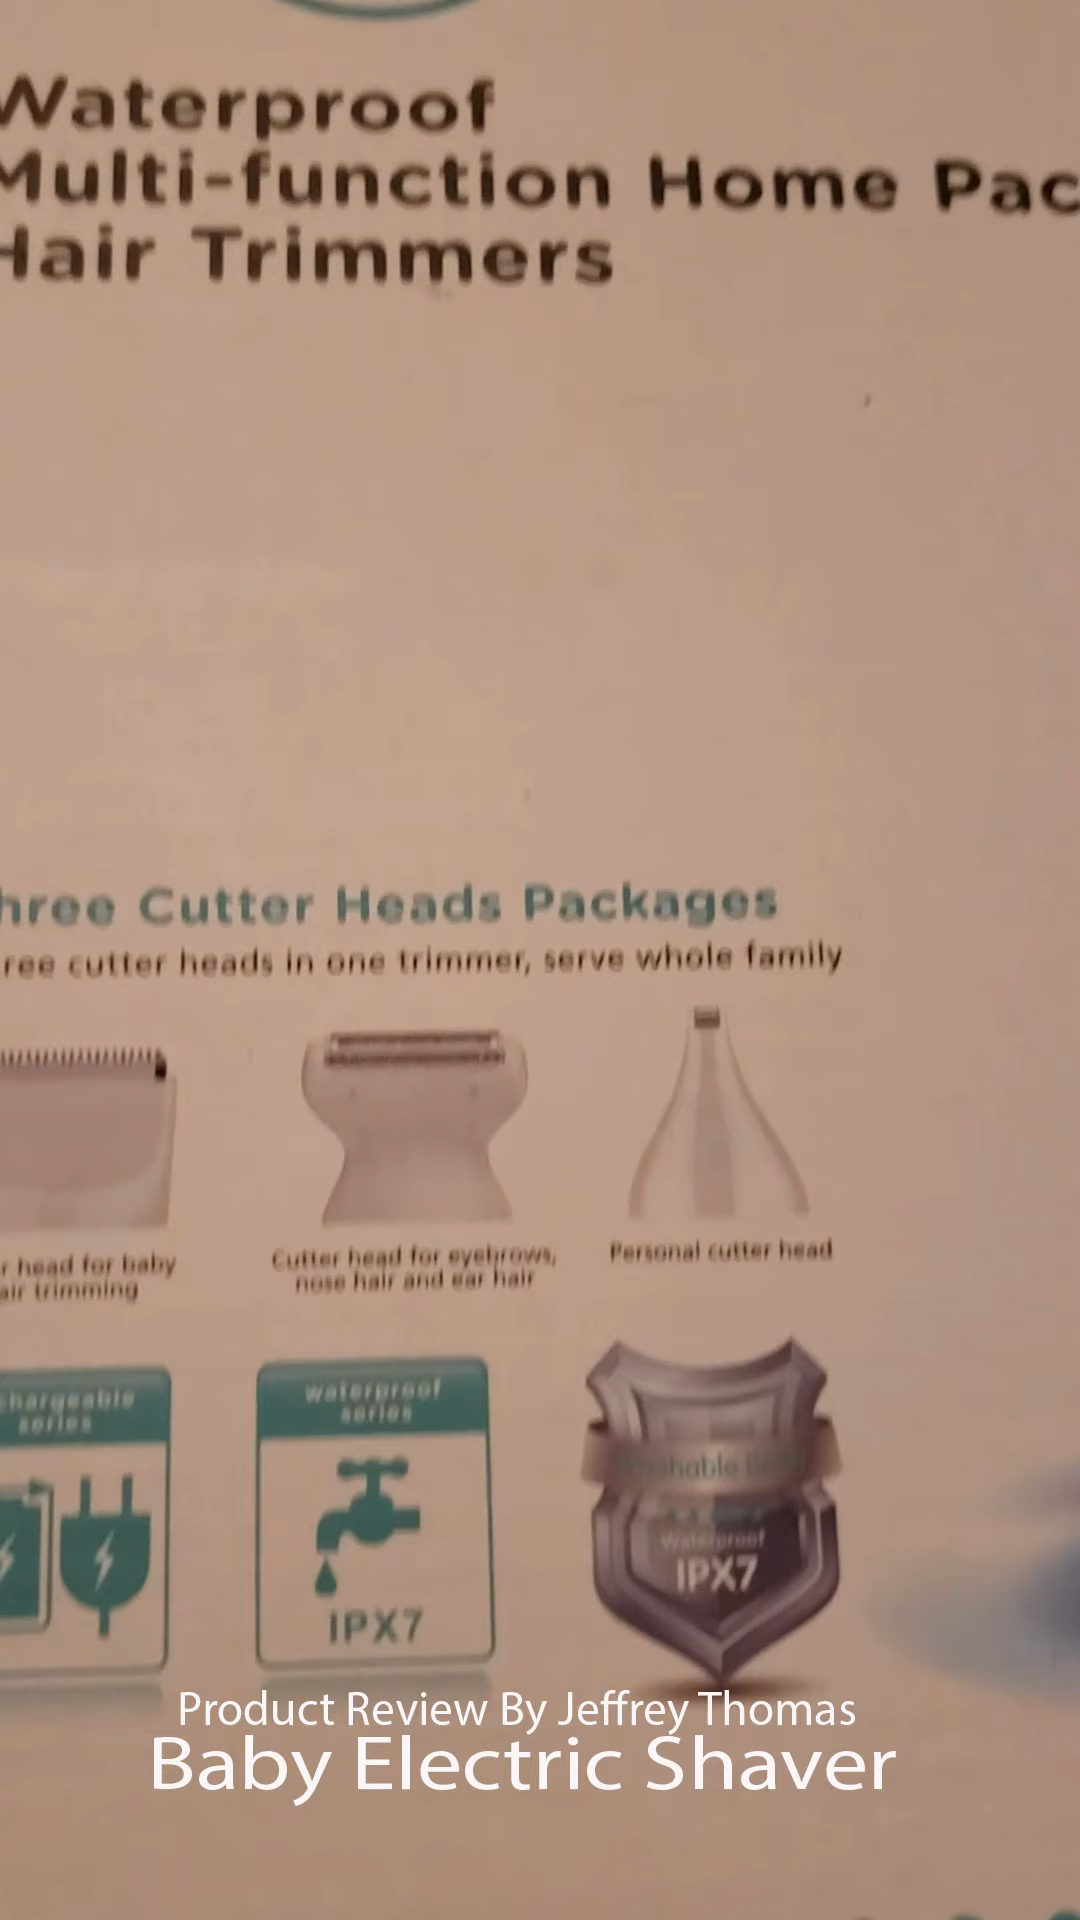 Waterproof
Multi-function Home Pac
Hair Trimmers
hree Cutter Heads Packages
ree cutter heads in one trimmer, serve whole family
r head for baby
air trimming
Cutter head for eyebrows,
nose hair and ear hair
Personal cutter head
chargeable
series
waterproof
series
IPX7
Waterproof
IPX7
Product Review By Jeffrey Thomas
Baby Electric Shaver